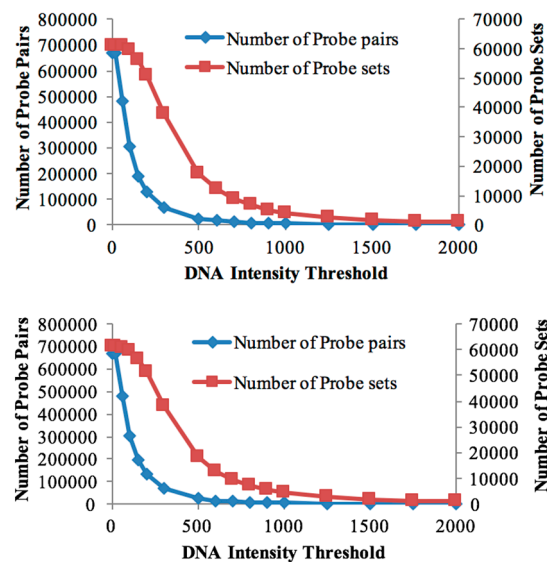 800000
700000
600000
500000
400000
300000
200000
100000
0
Number of Probe Pairs
70000
60000
50000
40000
30000
20000
10000
0
Number of Probe Sets
Number of Probe pairs
Number of Probe sets
0 500 1000 1500 2000
DNA Intensity Threshold
800000
700000
600000
500000
400000
300000
200000
100000
0
Number of Probe Pairs
70000
60000
50000
40000
30000
20000
10000
0
Number of Probe Sets
Number of Probe pairs
Number of Probe sets
0 500 1000 1500 2000
DNA Intensity Threshold